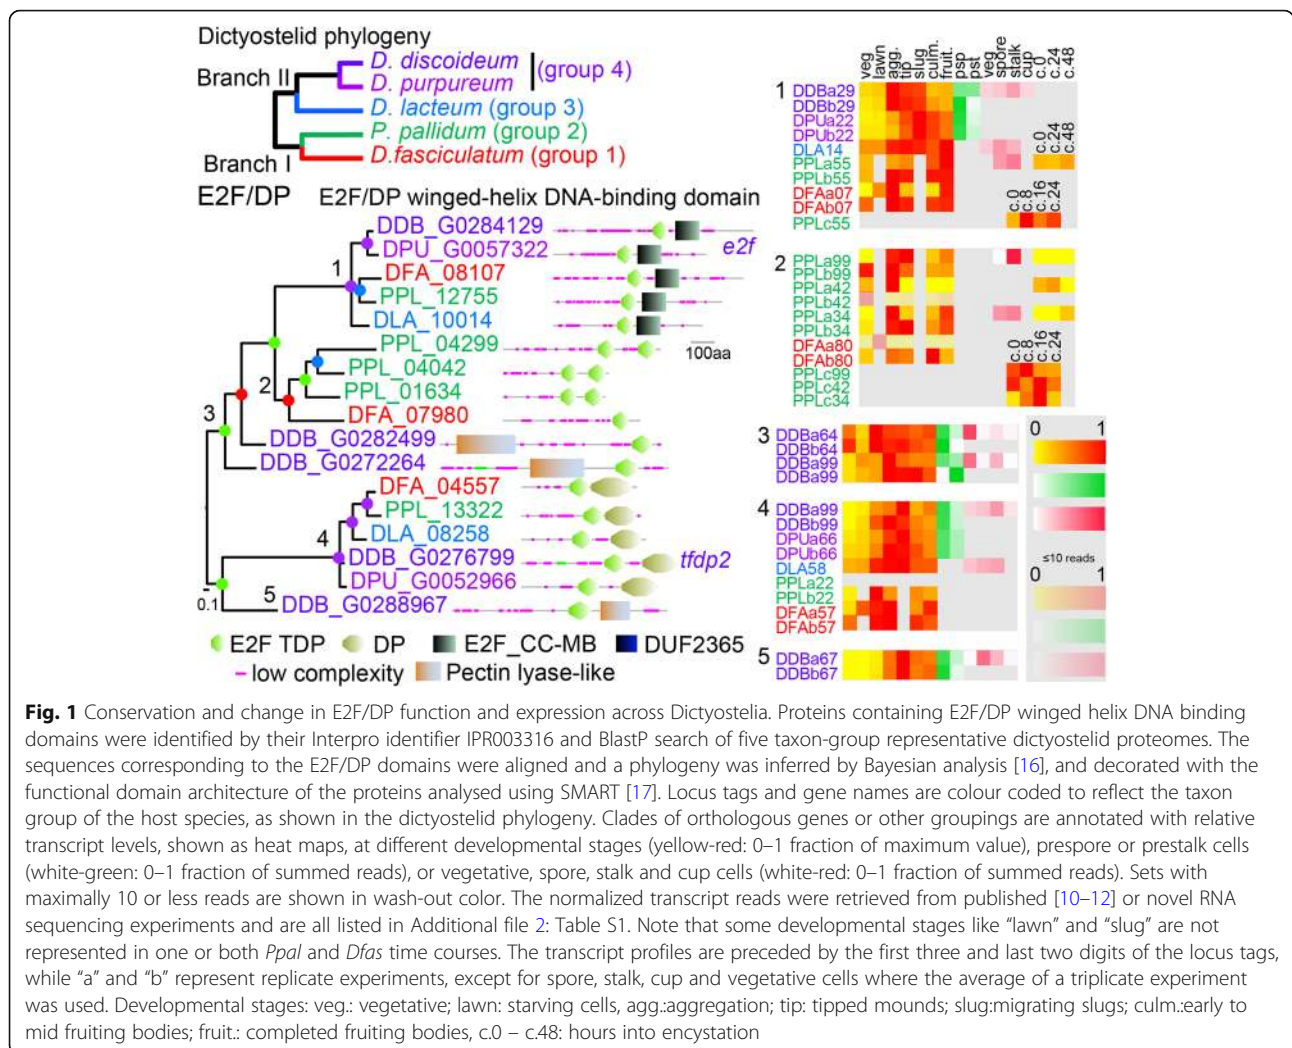 Dictyostelid phylogeny
Branch II
D. discoideum
D. purpureum
(group 4)
D. lacteum (group 3)
P. pallidum (group 2)
D.fasciculatum (group 1)
Branch I
E2F/DP
E2F/DP winged-helix DNA-binding domain
DDB_G0284129
DPU_G0057322
e2f
1
DFA_08107
PPL_12755
DLA_10014
100aa
PPL_04299
PPL_04042
2
PPL_01634
DFA_07980
3
DDB_G0282499
DDB_G0272264
DFA_04557
PPL_13322
4
DLA_08258
DDB_G0276799
tfdp2
DPU_G0052966
5
DDB_G0288967
0.1
E2F TDP
DP
E2F_CC-MB
DUF2365
low complexity
Pectin lyase-like
veg lawn agg. tip slug culm. fruit. psp pst veg spore stalk cup c.0 c.24 c.48
1
DDBa29
DDBb29
DPUa22
DPUb22
DLA14
PPLa55
PPLb55
DFAa07
DFAb07
PPLc55
c.0 c.24 c.48
c.0 c.8 c.16 c.24
2
PPLa99
PPLb99
PPLa42
PPLb42
PPLa34
PPLb34
DFAa80
DFAb80
PPLc99
PPLc42
PPLc34
c.0 c.8 c.16 c.24
3
DDBa64
DDBb64
DDBa99
DDBa99
4
DDBa99
DDBb99
DPUa66
DPUb66
DLA58
PPLa22
PPLb22
DFAa57
DFAb57
5
DDBa67
DDBb67
0 1
≤10 reads
0 1
Fig. 1 Conservation and change in E2F/DP function and expression across Dictyostelia. Proteins containing E2F/DP winged helix DNA binding
domains were identified by their Interpro identifier IPR003316 and BlastP search of five taxon-group representative dictyostelid proteomes. The
sequences corresponding to the E2F/DP domains were aligned and a phylogeny was inferred by Bayesian analysis [16], and decorated with the
functional domain architecture of the proteins analysed using SMART [17]. Locus tags and gene names are colour coded to reflect the taxon
group of the host species, as shown in the dictyostelid phylogeny. Clades of orthologous genes or other groupings are annotated with relative
transcript levels, shown as heat maps, at different developmental stages (yellow-red: 0–1 fraction of maximum value), prespore or prestalk cells
(white-green: 0–1 fraction of summed reads), or vegetative, spore, stalk and cup cells (white-red: 0–1 fraction of summed reads). Sets with
maximally 10 or less reads are shown in wash-out color. The normalized transcript reads were retrieved from published [10–12] or novel RNA
sequencing experiments and are all listed in Additional file 2: Table S1. Note that some developmental stages like “lawn” and “slug” are not
represented in one or both Ppal and Dfas time courses. The transcript profiles are preceded by the first three and last two digits of the locus tags,
while “a” and “b” represent replicate experiments, except for spore, stalk, cup and vegetative cells where the average of a triplicate experiment
was used. Developmental stages: veg.: vegetative; lawn: starving cells, agg.:aggregation; tip: tipped mounds; slug:migrating slugs; culm.:early to
mid fruiting bodies; fruit.: completed fruiting bodies, c.0 – c.48: hours into encystation